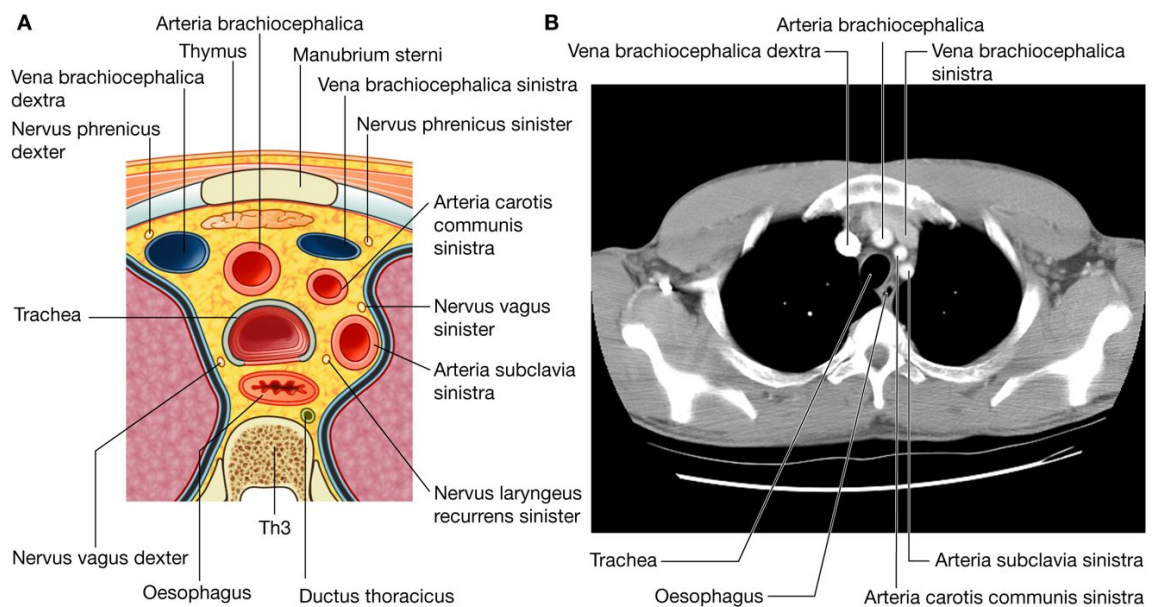 A
Arteria brachiocephalica
Thymus
Manubrium sterni
Vena brachiocephalica
dextra
Vena brachiocephalica sinistra
Nervus phrenicus
dexter
Nervus phrenicus sinister
Arteria carotis
communis
sinistra
Trachea
Nervus vagus
sinister
Arteria subclavia
sinistra
Nervus laryngeus
recurrens sinister
Th3
Nervus vagus dexter
Oesophagus
Ductus thoracicus
B
Arteria brachiocephalica
Vena brachiocephalica dextra
Vena brachiocephalica
sinistra
Trachea
Arteria subclavia sinistra
Oesophagus
Arteria carotis communis sinistra